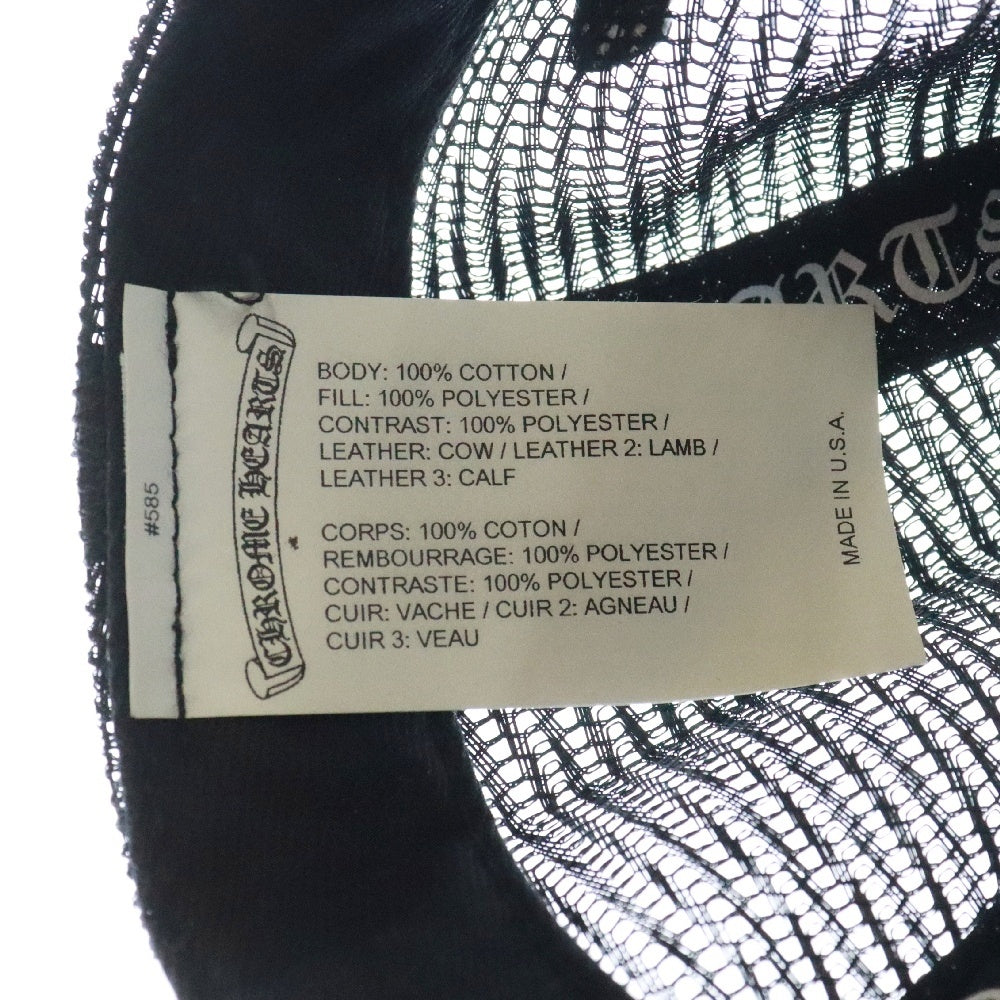 #585
CHROME HEARTS
BODY: 100% COTTON /
FILL: 100% POLYESTER /
CONTRAST: 100% POLYESTER /
LEATHER: COW / LEATHER 2: LAMB /
LEATHER 3: CALF
CORPS: 100% COTON /
REMBOURRAGE: 100% POLYESTER /
CONTRASTE: 100% POLYESTER /
CUIR: VACHE / CUIR 2: AGNEAU /
CUIR 3: VEAU
MADE IN U.S.A.
ARTS